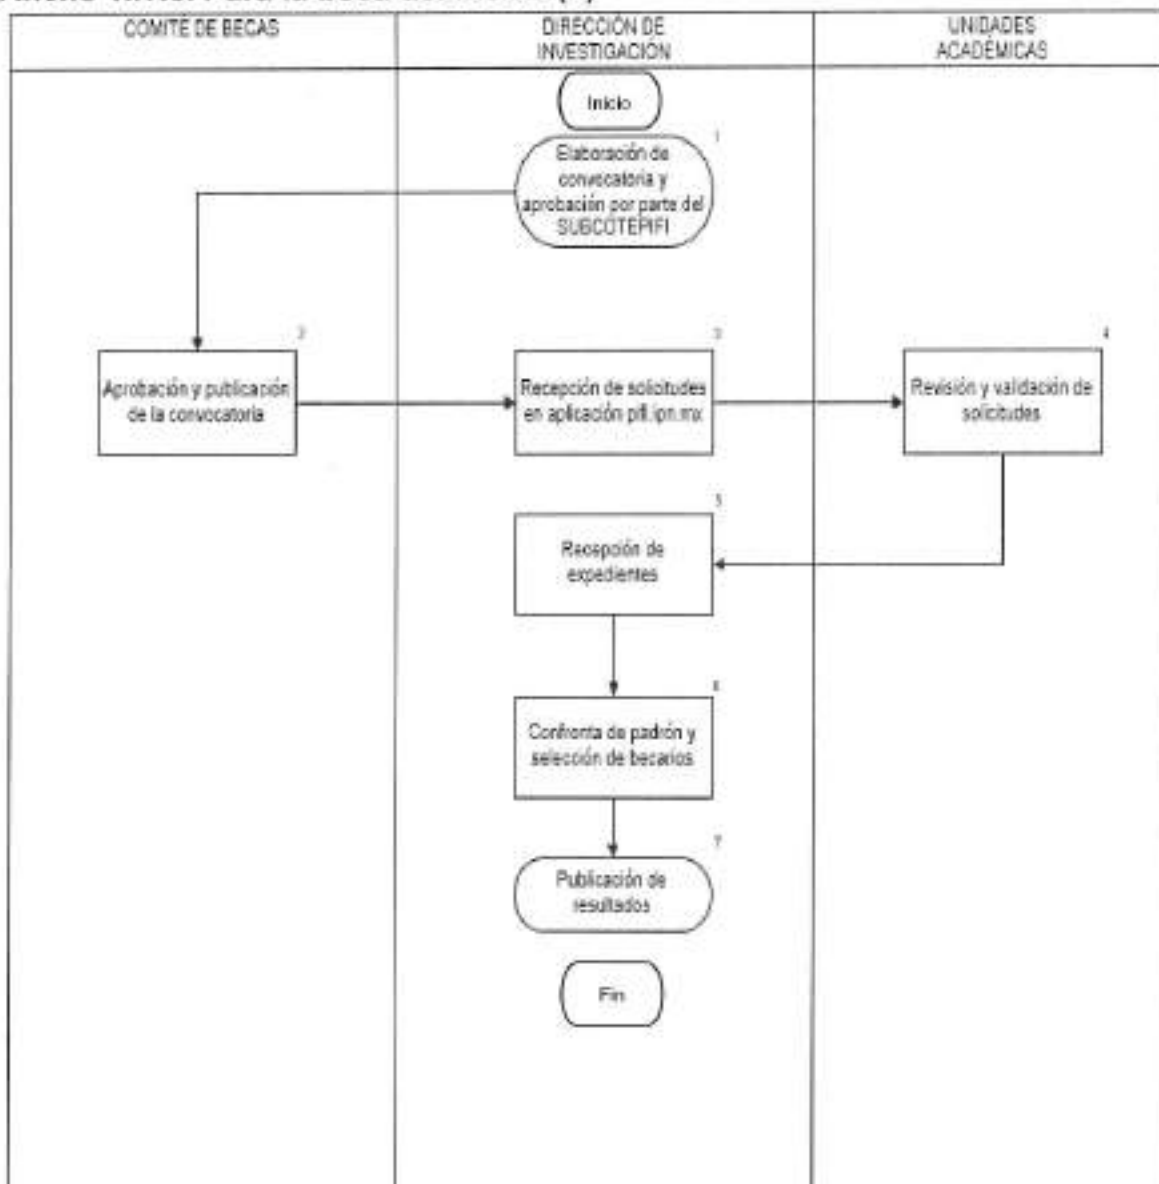 COMITÉ DE BECAS
DIRECCIÓN DE
INVESTIGACIÓN
UNIDADES
ACADÉMICAS
Inicio
1
Elaboración de
convocatoria y
aprobación por parte del
SUBCOTEPIFI
2
Aprobación y publicación
de la convocatoria
3
Recepción de solicitudes
en aplicación pifi.ipn.mx
4
Revisión y validación de
solicitudes
5
Recepción de
expedientes
6
Confronta de padrón y
selección de becarios
7
Publicación de
resultados
Fin